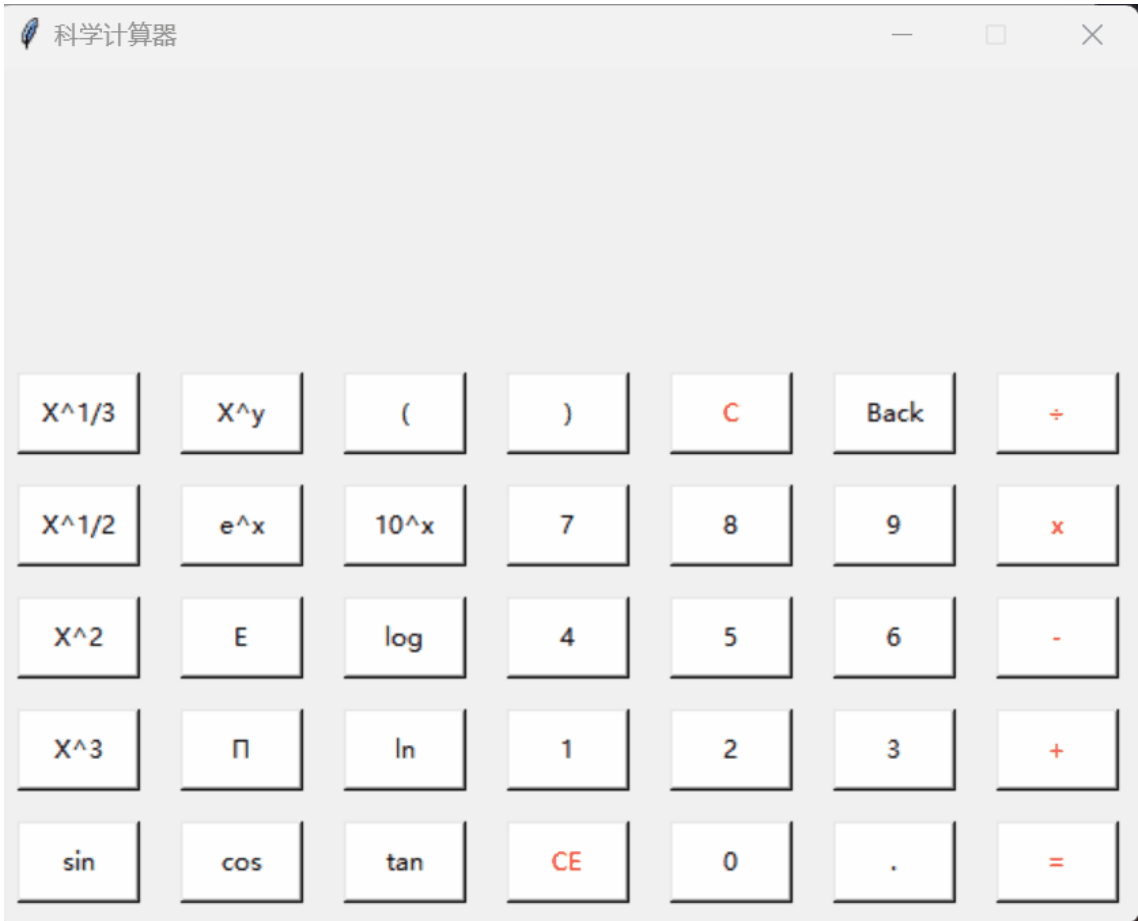 科学计算器
X^1/3 X^y ( ) C Back ÷
X^1/2 e^x 10^x 7 8 9 x
X^2 E log 4 5 6 -
X^3 Π ln 1 2 3 +
sin cos tan CE 0 . =